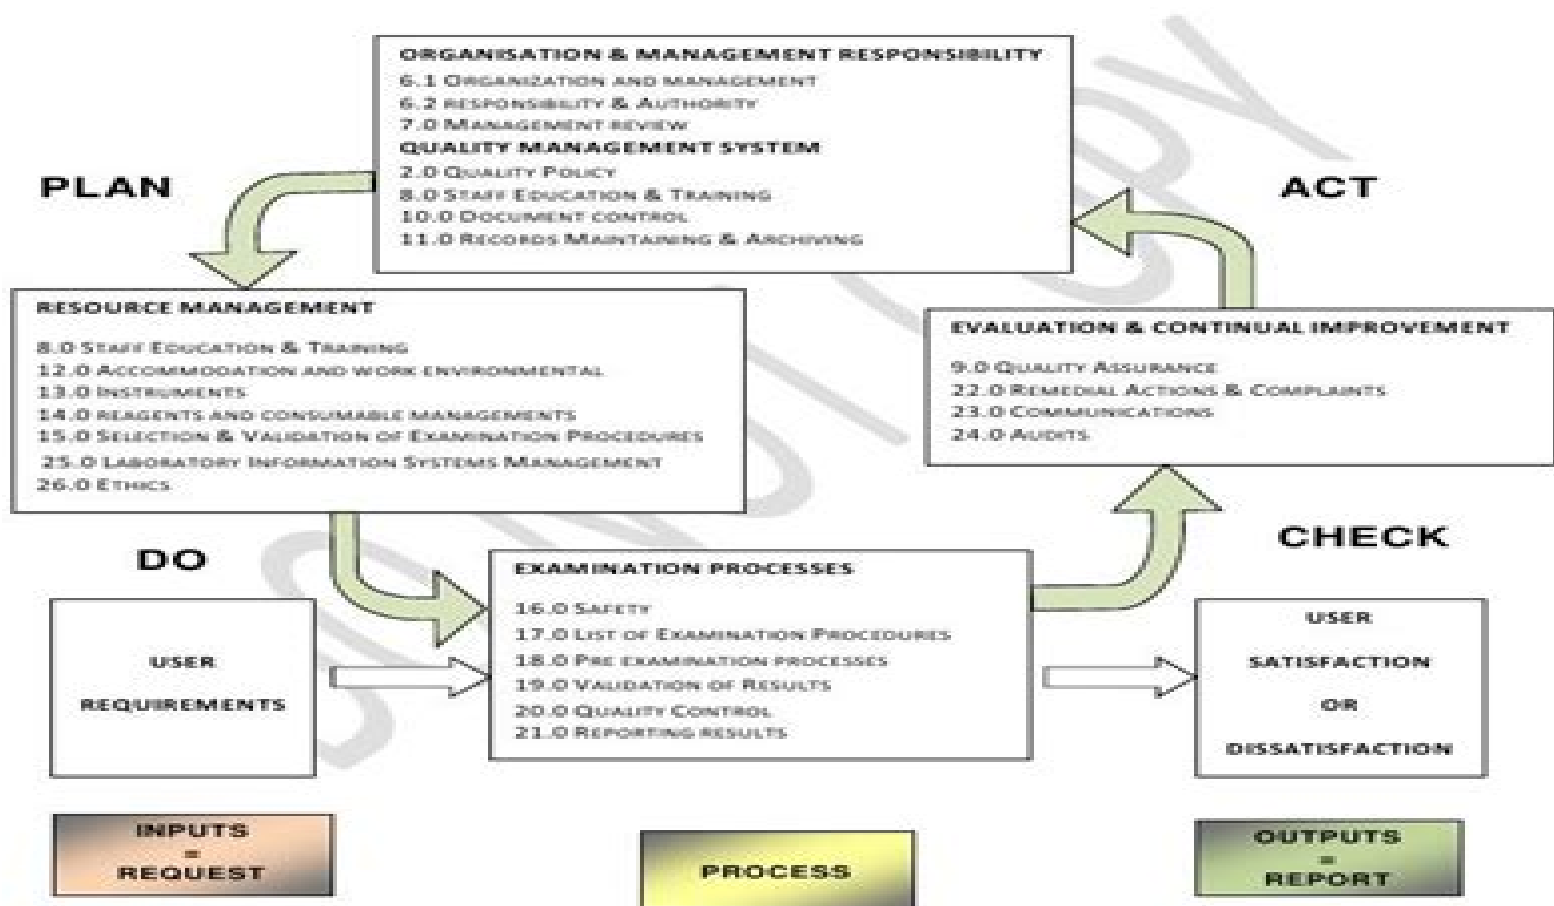 ORGANISATION & MANAGEMENT RESPONSIBILITY
6.1 ORGANIZATION AND MANAGEMENT
6.2 RESPONSIBILITY & AUTHORITY
7.0 MANAGEMENT REVIEW
QUALITY MANAGEMENT SYSTEM
2.0 QUALITY POLICY
8.0 STAFF EDUCATION & TRAINING
10.0 DOCUMENT CONTROL
11.0 RECORDS MAINTAINING & ARCHIVING
PLAN
ACT
RESOURCE MANAGEMENT
8.0 STAFF EDUCATION & TRAINING
12.0 ACCOMMODATION AND WORK ENVIRONMENTAL
13.0 INSTRUMENTS
14.0 REAGENTS AND CONSUMABLE MANAGEMENTS
15.0 SELECTION & VALIDATION OF EXAMINATION PROCEDURES
25.0 LABORATORY INFORMATION SYSTEMS MANAGEMENT
26.0 ETHICS
EVALUATION & CONTINUAL IMPROVEMENT
9.0 QUALITY ASSURANCE
22.0 REMEDIAL ACTIONS & COMPLAINTS
23.0 COMMUNICATIONS
24.0 AUDITS
DO
CHECK
USER
REQUIREMENTS
EXAMINATION PROCESSES
16.0 SAFETY
17.0 LIST OF EXAMINATION PROCEDURES
18.0 PRE EXAMINATION PROCESSES
19.0 VALIDATION OF RESULTS
20.0 QUALITY CONTROL
21.0 REPORTING RESULTS
USER
SATISFACTION
OR
DISSATISFACTION
INPUTS
=
REQUEST
PROCESS
OUTPUTS
=
REPORT